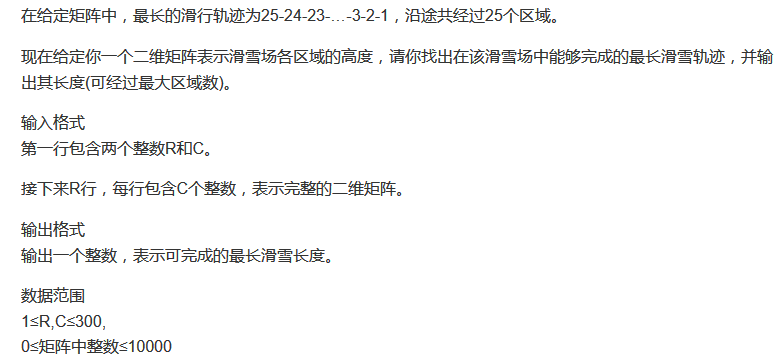 在给定矩阵中，最长的滑行轨迹为25-24-23-…-3-2-1，沿途共经过25个区域。
现在给定你一个二维矩阵表示滑雪场各区域的高度，请你找出在该滑雪场中能够完成的最长滑雪轨迹，并输
出其长度(可经过最大区域数)。
输入格式
第一行包含两个整数R和C。
接下来R行，每行包含C个整数，表示完整的二维矩阵。
输出格式
输出一个整数，表示可完成的最长滑雪长度。
数据范围
1≤R,C≤300,
0≤矩阵中整数≤10000